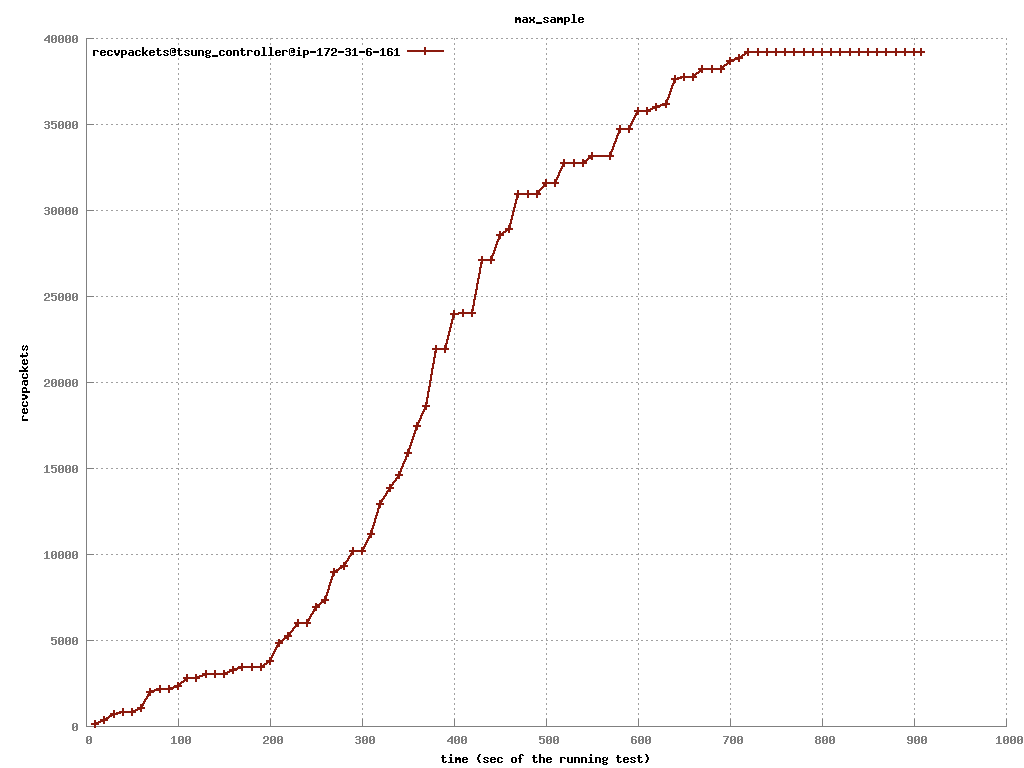 max_sample
recvpackets@tsung_controller@ip-172-31-6-161
40000
35000
30000
25000
20000
15000
10000
5000
0
recvpackets
0 100 200 300 400 500 600 700 800 900 1000
time (sec of the running test)